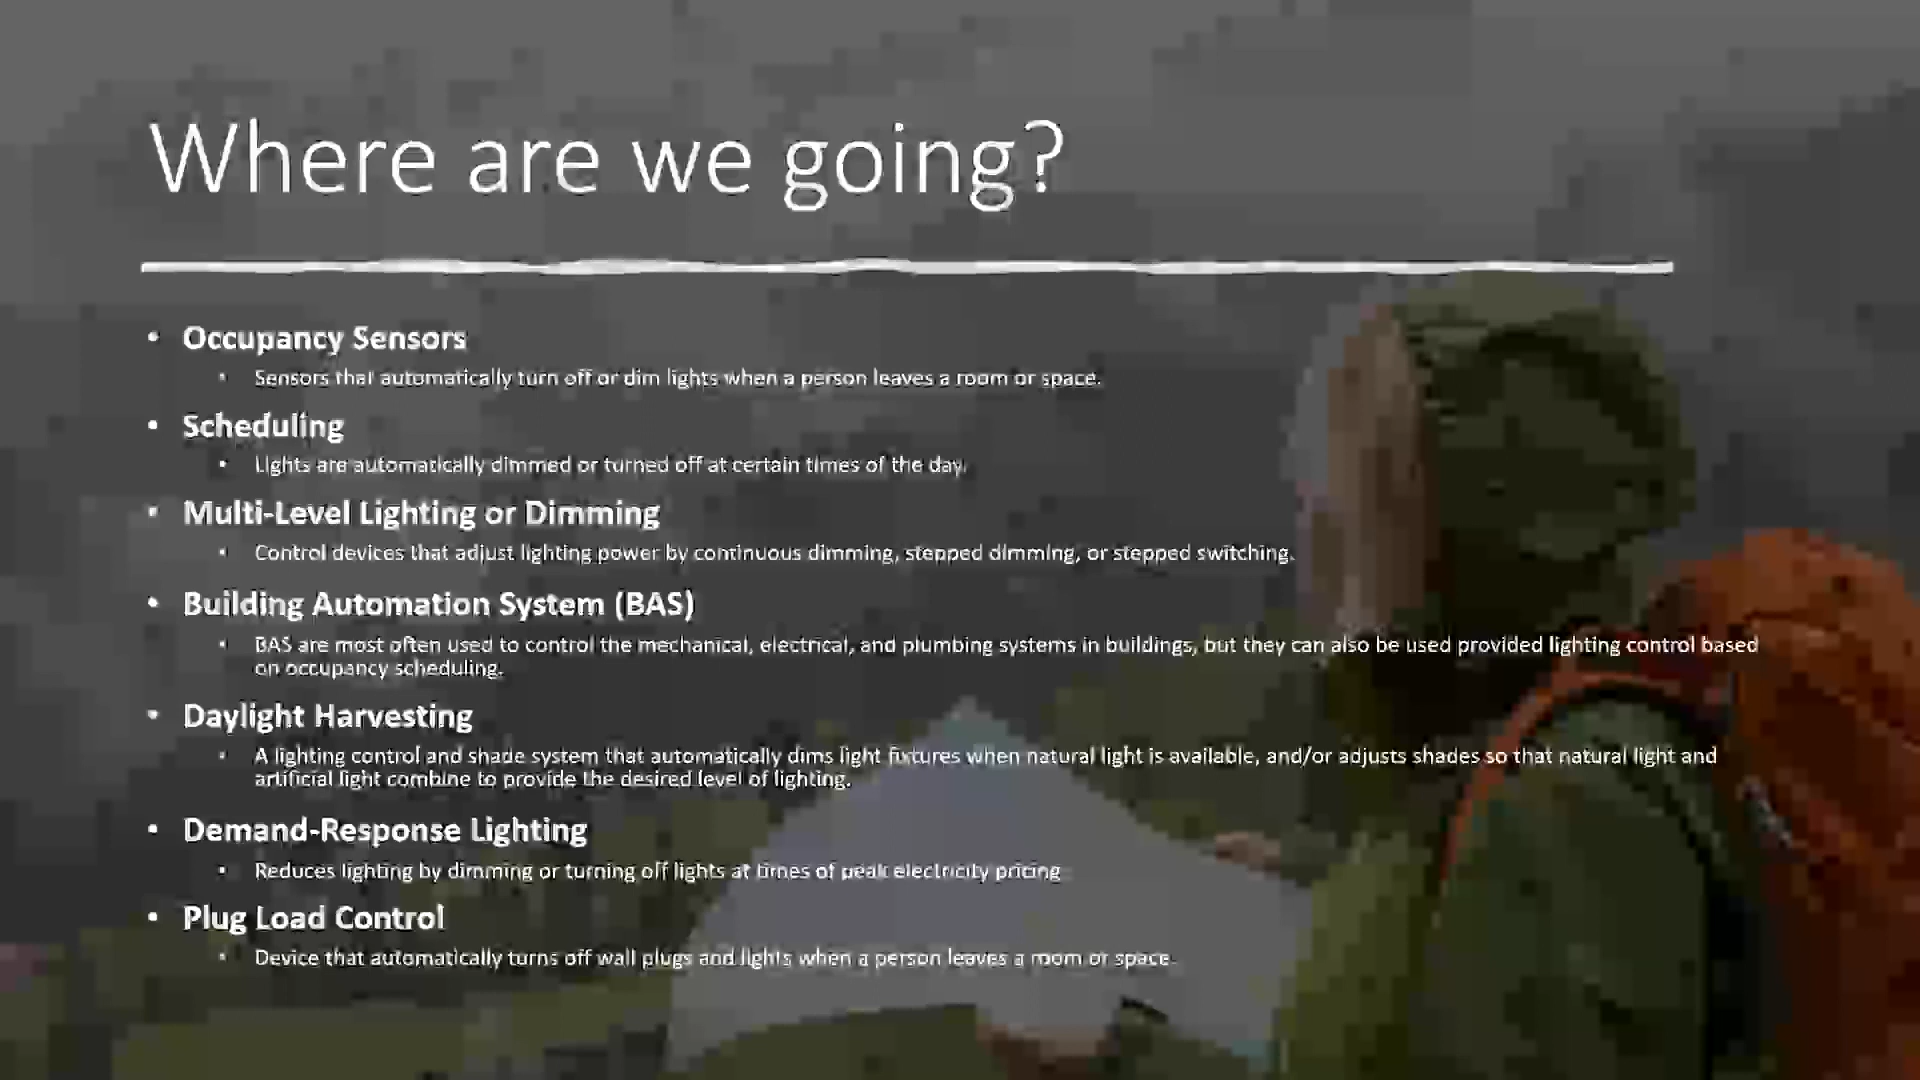 Where are we going?
• Occupancy Sensors
• Sensors that automatically turn off or dim lights when a person leaves a room or space.
• Scheduling
• Lights are automatically dimmed or turned off at certain times of the day.
• Multi-Level Lighting or Dimming
• Control devices that adjust lighting power by continuous dimming, stepped dimming, or stepped switching.
• Building Automation System (BAS)
• BAS are most often used to control the mechanical, electrical, and plumbing systems in buildings, but they can also be used provided lighting control based
on occupancy scheduling.
• Daylight Harvesting
• A lighting control and shade system that automatically dims light fixtures when natural light is available, and/or adjusts shades so that natural light and
artificial light combine to provide the desired level of lighting.
• Demand-Response Lighting
• Reduces lighting by dimming or turning off lights at times of peak electricity pricing.
• Plug Load Control
• Device that automatically turns off wall plugs and lights when a person leaves a room or space.